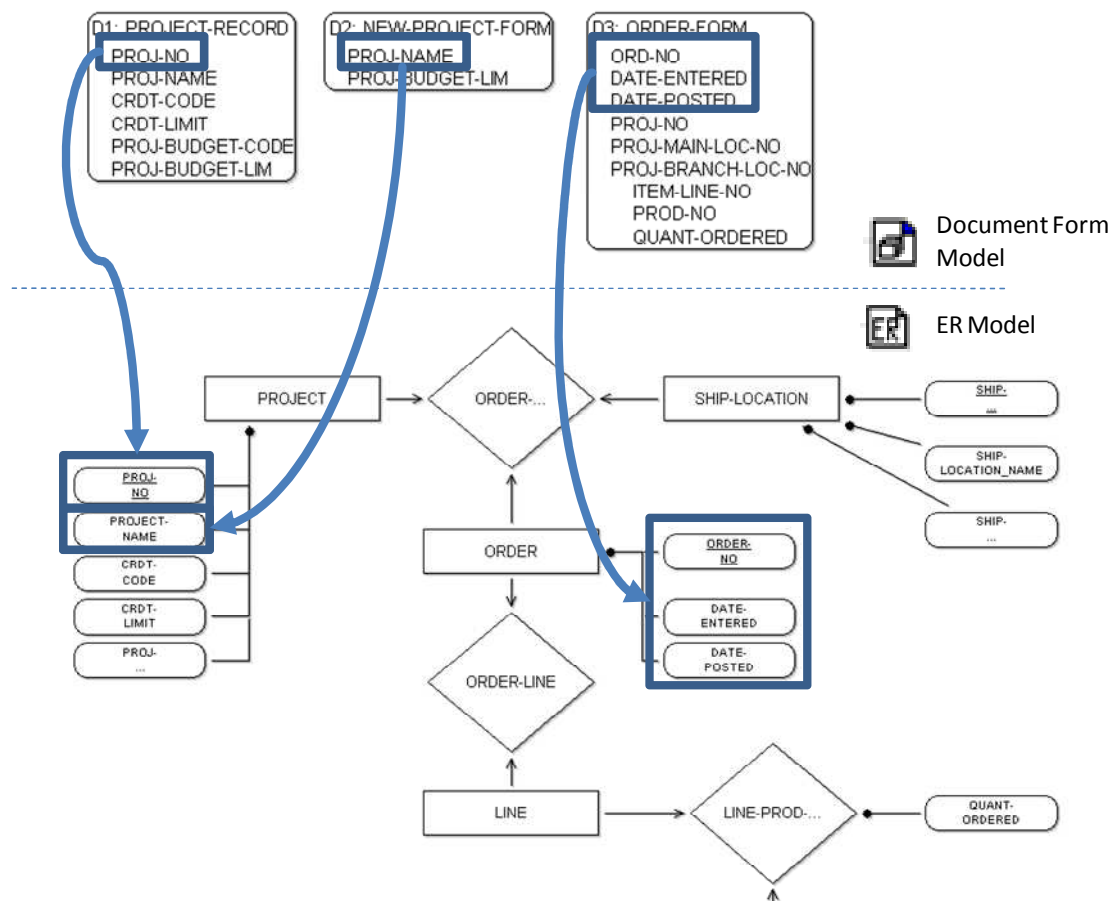 D1: PROJECT-RECORD
PROJ-NO
PROJ-NAME
CRDT-CODE
CRDT-LIMIT
PROJ-BUDGET-CODE
PROJ-BUDGET-LIM
D2: NEW-PROJECT-FORM
PROJ-NAME
PROJ-BUDGET-LIM
D3: ORDER-FORM
ORD-NO
DATE-ENTERED
DATE-POSTED
PROJ-NO
PROJ-MAIN-LOC-NO
PROJ-BRANCH-LOC-NO
ITEM-LINE-NO
PROD-NO
QUANT-ORDERED
Document Form
Model
ER
ER Model
PROJECT
ORDER-...
SHIP-LOCATION
SHIP-
...
SHIP-
LOCATION_NAME
SHIP-
...
PROJ-
NO
PROJECT-
NAME
CRDT-
CODE
CRDT-
LIMIT
PROJ-
...
ORDER
ORDER-
NO
DATE-
ENTERED
DATE-
POSTED
ORDER-LINE
LINE
LINE-PROD-...
QUANT-
ORDERED